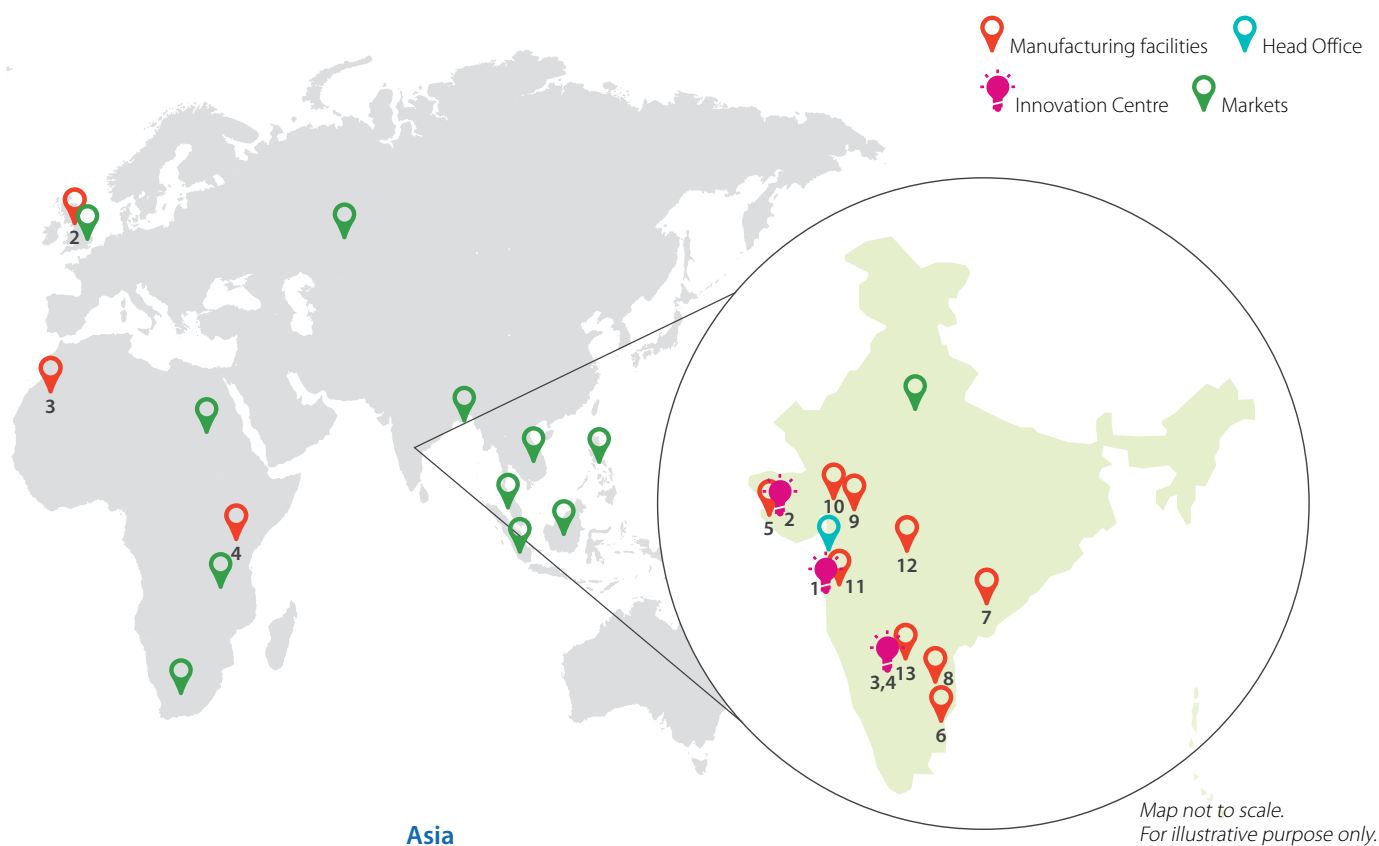 Manufacturing facilities
Head Office
Innovation Centre
Markets
2
3
4
10
9
5
2
12
1
11
7
3,4
13
8
6
Map not to scale.
For illustrative purpose only.
Asia